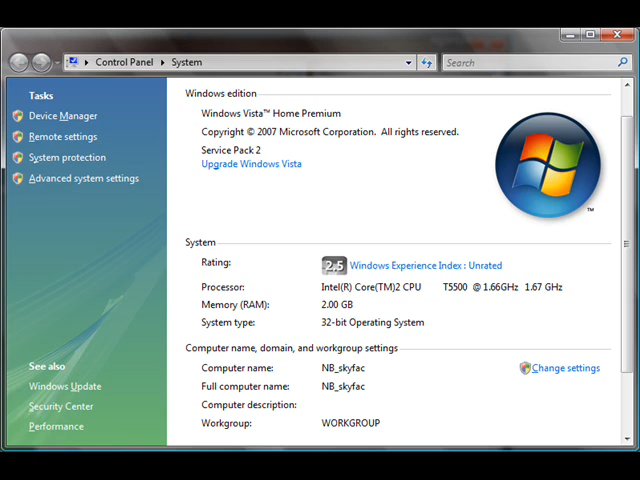 Control Panel ▸ System
Search
Tasks
Device Manager
Remote settings
System protection
Advanced system settings
See also
Windows Update
Security Center
Performance
Windows edition
Windows Vista™ Home Premium
Copyright © 2007 Microsoft Corporation. All rights reserved.
Service Pack 2
Upgrade Windows Vista
TM
System
Rating: 2.5 Windows Experience Index : Unrated
Processor: Intel(R) Core(TM)2 CPU T5500 @ 1.66GHz 1.67 GHz
Memory (RAM): 2.00 GB
System type: 32-bit Operating System
Computer name, domain, and workgroup settings
Computer name: NB_skyfac Change settings
Full computer name: NB_skyfac
Computer description:
Workgroup: WORKGROUP